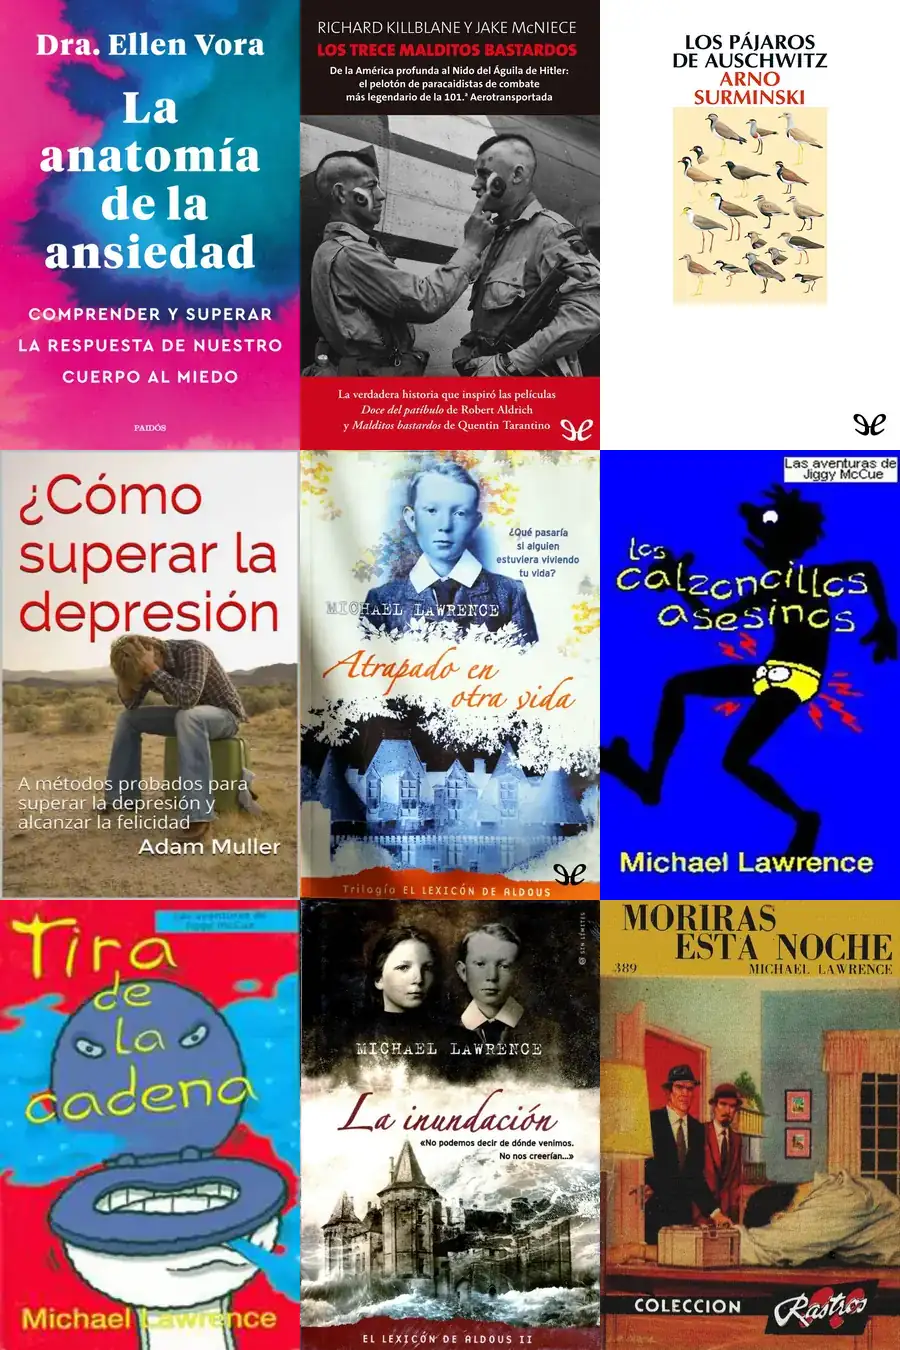 Dra. Ellen Vora
La
anatomía
de la
ansiedad
COMPRENDER Y SUPERAR
LA RESPUESTA DE NUESTRO
CUERPO AL MIEDO
PAIDÓS
RICHARD KILLBLANE Y JAKE McNIECE
LOS TRECE MALDITOS BASTARDOS
De la América profunda al Nido del Águila de Hitler:
el pelotón de paracaidistas de combate
más legendario de la 101.ª Aerotransportada
La verdadera historia que inspiró las películas
Doce del patíbulo de Robert Aldrich
y Malditos bastardos de Quentin Tarantino
LOS PÁJAROS
DE AUSCHWITZ
ARNO
SURMINSKI
¿Cómo
superar la
depresión
A métodos probados para
superar la depresión y
alcanzar la felicidad
Adam Muller
¿Qué pasaría
si alguien
estuviera viviendo
tu vida?
MICHAEL LAWRENCE
Atrapado en
otra vida
Trilogía EL LEXICÓN DE ALDOUS
Las aventuras de
Jiggy McCue
Los
calzoncillos
asesinos
Michael Lawrence
Las aventuras de
Jiggy McCue
Tira
de
la
cadena
Michael Lawrence
SIN LÍMITES
MICHAEL LAWRENCE
La inundación
«No podemos decir de dónde venimos.
No nos creerían...»
EL LEXICÓN DE ALDOUS II
MORIRAS
ESTA NOCHE
389
MICHAEL LAWRENCE
COLECCION
Rastros